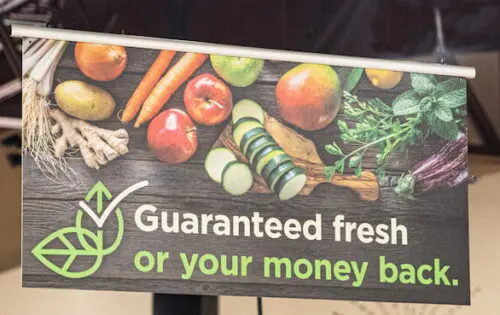 Guaranteed fresh
or your money back.